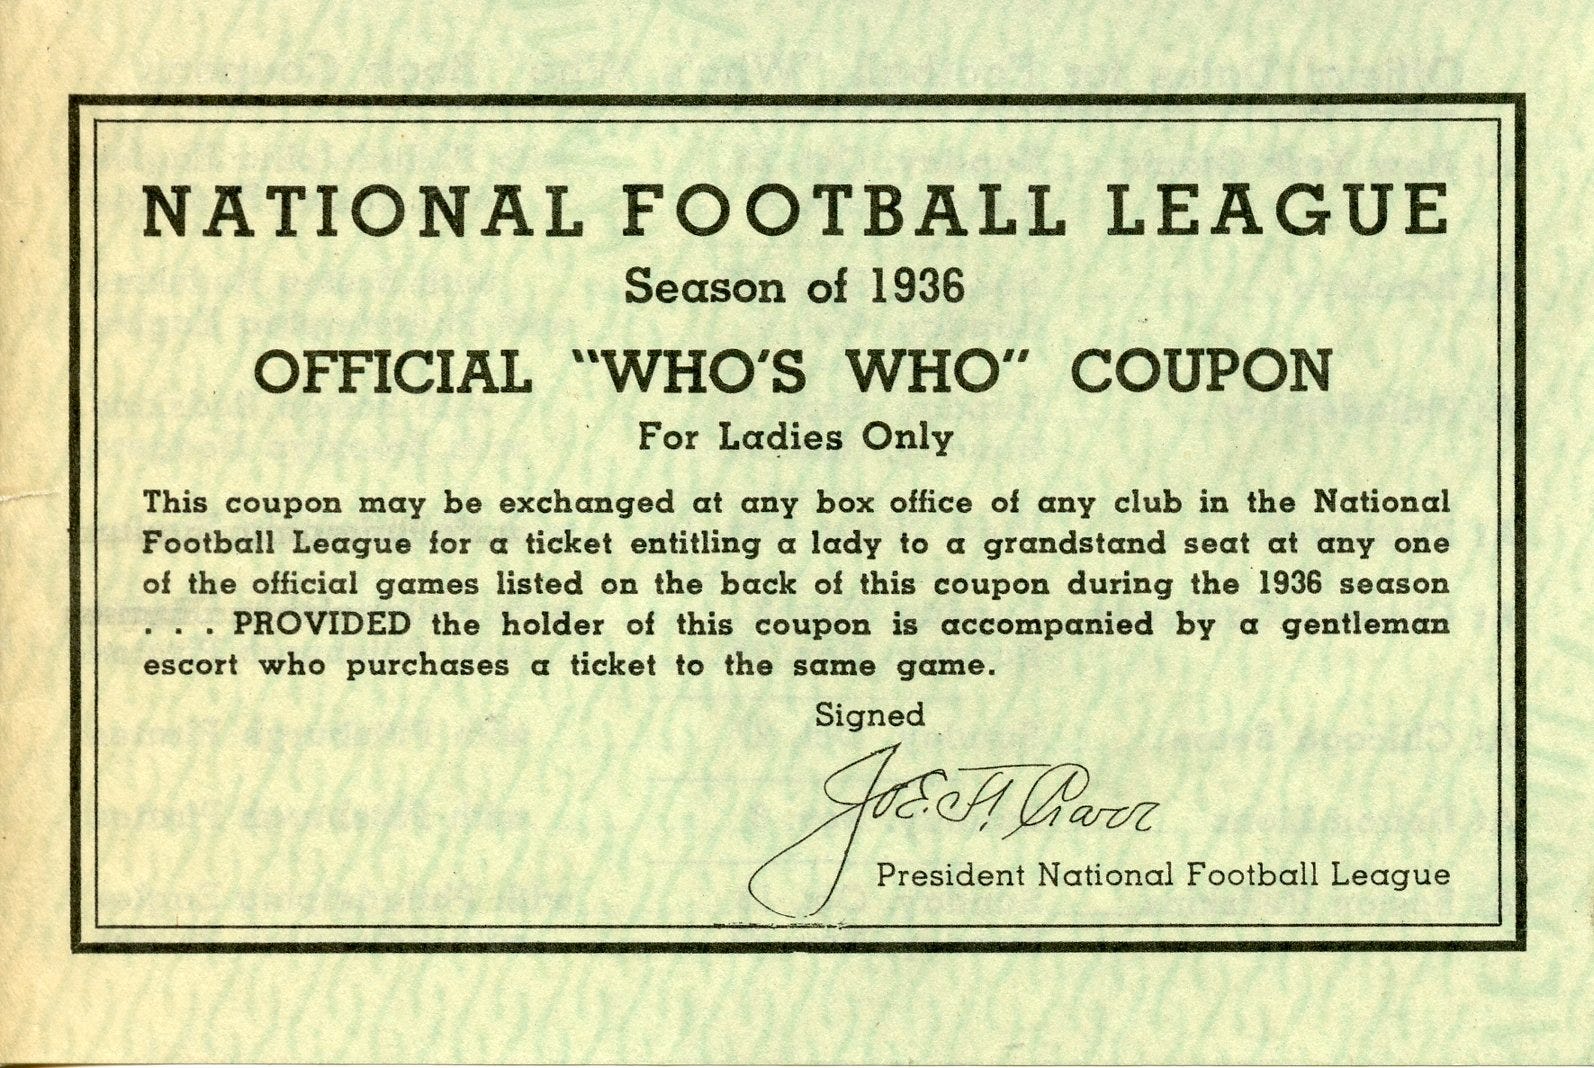 NATIONAL FOOTBALL LEAGUE
Season of 1936
OFFICIAL "WHO'S WHO" COUPON
For Ladies Only
This coupon may be exchanged at any box office of any club in the National
Football League for a ticket entitling a lady to a grandstand seat at any one
of the official games listed on the back of this coupon during the 1936 season
. . . PROVIDED the holder of this coupon is accompanied by a gentleman
escort who purchases a ticket to the same game.
Signed
Joe. F. Carr
President National Football League